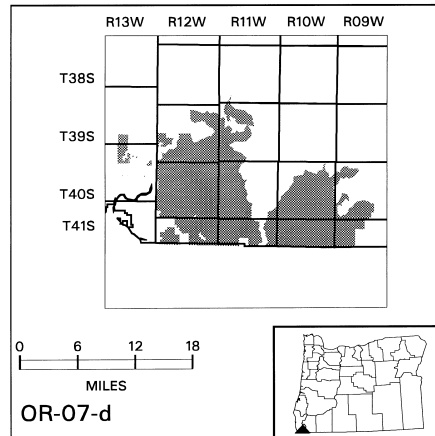 R13W R12W R11W R10W R09W
T38S
T39S
T40S
T41S
0 6 12 18
MILES
OR-07-d